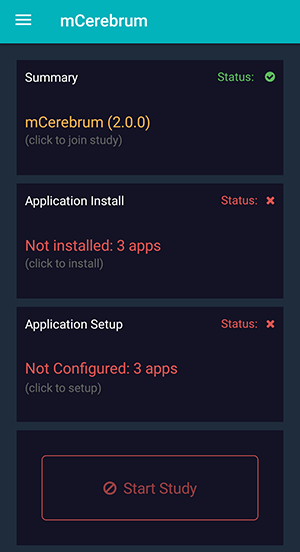 mCerebrum
Summary
Status:
mCerebrum (2.0.0)
(click to join study)
Application Install
Status:
Not installed: 3 apps
(click to install)
Application Setup
Status:
Not Configured: 3 apps
(click to setup)
Start Study